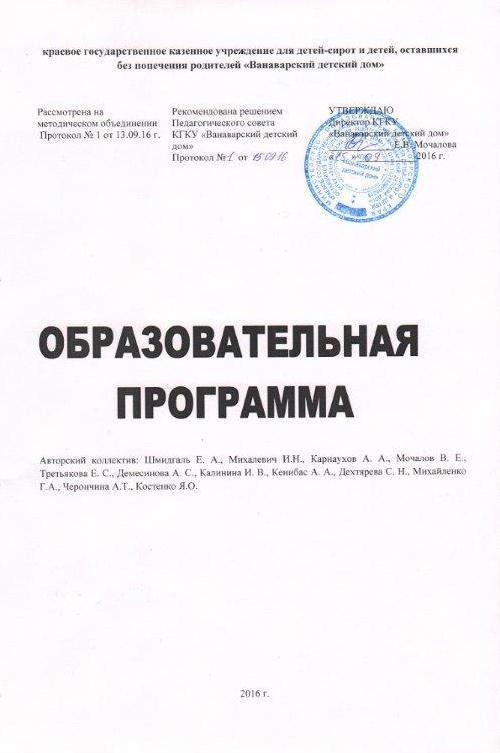 краевое государственное казенное учреждение для детей-сирот и детей, оставшихся
без попечения родителей «Ванаварский детский дом»
Рассмотрена на
методическом объединении
Протокол № 1 от 13.09.16 г.
Рекомендована решением
Педагогического совета
КГКУ «Ванаварский детский
дом»
Протокол №1 от 15.09.16
УТВЕРЖДАЮ
директор КГКУ
«Ванаварский детский дом»
Е.В. Мочалова
«15» 09 2016 г.
ОБРАЗОВАТЕЛЬНАЯ
ПРОГРАММА
Авторский коллектив: Шмидгаль Е. А., Михалевич И.Н., Карнаухов А. А., Мочалов В. Е.,
Третьякова Е. С., Демесинова А. С., Калинина И. В., Кенибас А. А., Дехтярева С. Н., Михайленко
Г.А., Черончина А.Т., Костенко Я.О.
2016 г.